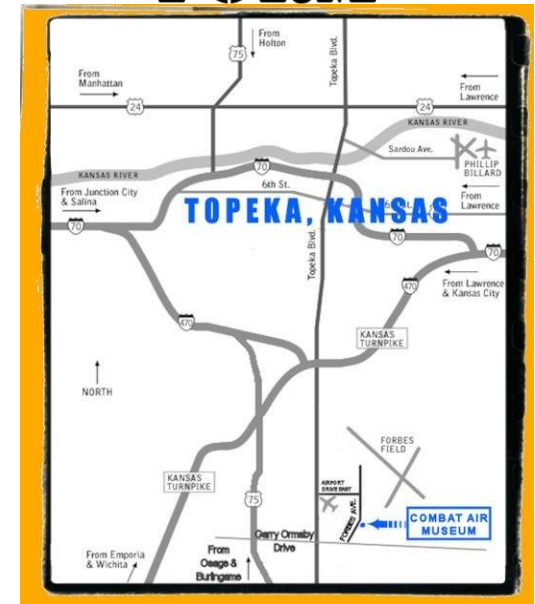 From
Holton
75
Topeka Blvd.
From
Manhattan
24
24
From
Lawrence
KANSAS RIVER
Sardou Ave.
PHILLIP
BILLARD
KANSAS RIVER
70
From Junction City
& Salina
6th St.
6th St.
From
Lawrence
TOPEKA, KANSAS
70
70
70
Topeka Blvd.
From Lawrence
& Kansas City
470
470
KANSAS
TURNPIKE
NORTH
FORBES
FIELD
KANSAS
TURNPIKE
AIRPORT
DRIVE EAST
75
FORBES AVE.
COMBAT AIR
MUSEUM
Gerry Ormsby
Drive
From Emporia
& Wichita
From
Osage &
Burlingame